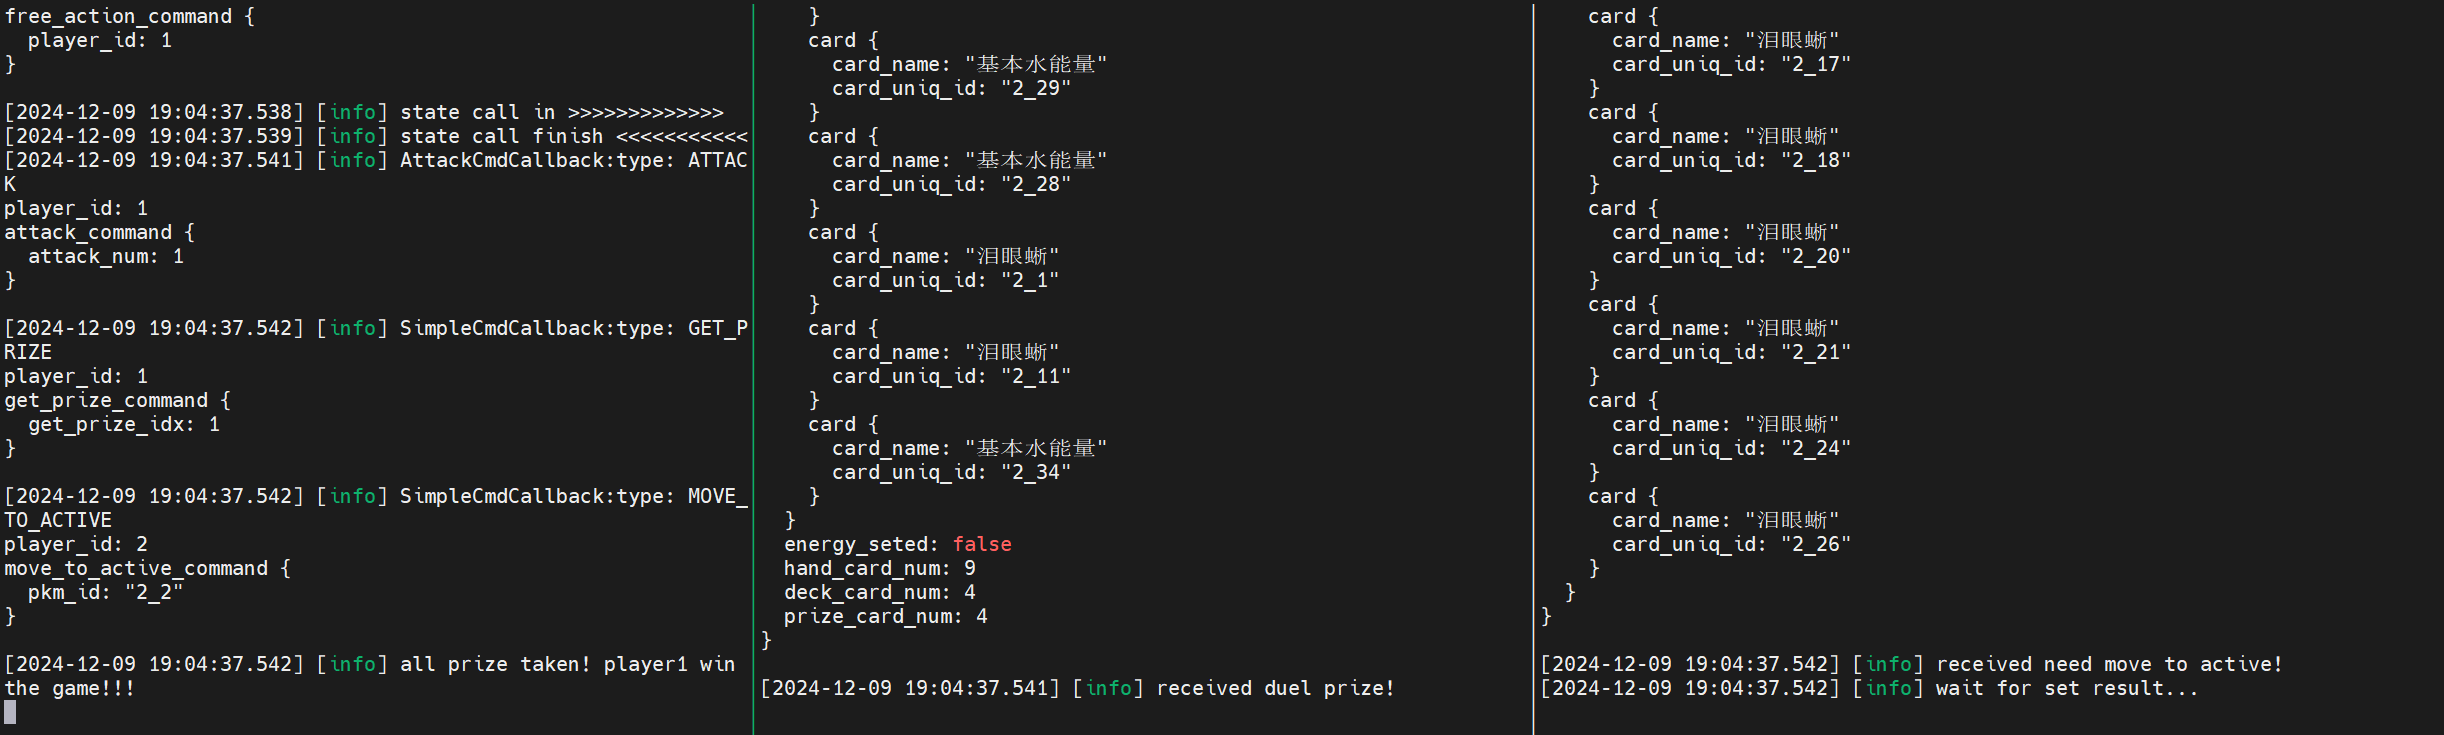 free_action_command {
  player_id: 1
}
[2024-12-09 19:04:37.538] [info] state call in >>>>>>>>>>>>>
[2024-12-09 19:04:37.539] [info] state call finish <<<<<<<<<<<
[2024-12-09 19:04:37.541] [info] AttackCmdCallback:type: ATTAC
K
player_id: 1
attack_command {
  attack_num: 1
}
[2024-12-09 19:04:37.542] [info] SimpleCmdCallback:type: GET_P
RIZE
player_id: 1
get_prize_command {
  get_prize_idx: 1
}
[2024-12-09 19:04:37.542] [info] SimpleCmdCallback:type: MOVE_
TO_ACTIVE
player_id: 2
move_to_active_command {
  pkm_id: "2_2"
}
[2024-12-09 19:04:37.542] [info] all prize taken! player1 win
the game!!!
    }
    card {
      card_name: "基本水能量"
      card_uniq_id: "2_29"
    }
    card {
      card_name: "基本水能量"
      card_uniq_id: "2_28"
    }
    card {
      card_name: "泪眼蜥"
      card_uniq_id: "2_1"
    }
    card {
      card_name: "泪眼蜥"
      card_uniq_id: "2_11"
    }
    card {
      card_name: "基本水能量"
      card_uniq_id: "2_34"
    }
  }
  energy_seted: false
  hand_card_num: 9
  deck_card_num: 4
  prize_card_num: 4
}
[2024-12-09 19:04:37.541] [info] received duel prize!
    card {
      card_name: "泪眼蜥"
      card_uniq_id: "2_17"
    }
    card {
      card_name: "泪眼蜥"
      card_uniq_id: "2_18"
    }
    card {
      card_name: "泪眼蜥"
      card_uniq_id: "2_20"
    }
    card {
      card_name: "泪眼蜥"
      card_uniq_id: "2_21"
    }
    card {
      card_name: "泪眼蜥"
      card_uniq_id: "2_24"
    }
    card {
      card_name: "泪眼蜥"
      card_uniq_id: "2_26"
    }
  }
}
[2024-12-09 19:04:37.542] [info] received need move to active!
[2024-12-09 19:04:37.542] [info] wait for set result...